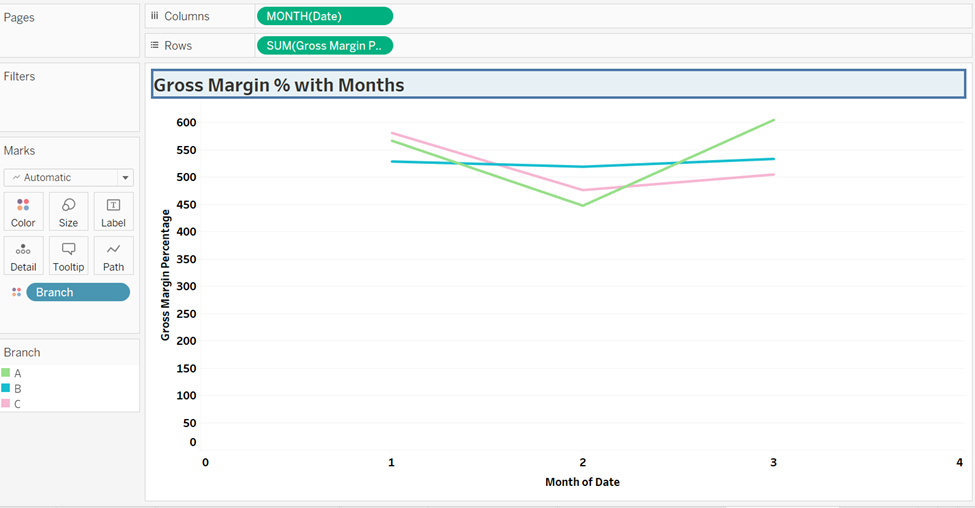 Pages
Columns
MONTH(Date)
Rows
SUM(Gross Margin P..
Filters
Marks
Automatic
Color
Size
Label
Detail
Tooltip
Path
Branch
Branch
A
B
C
Gross Margin % with Months
Gross Margin Percentage
600
550
500
450
400
350
300
250
200
150
100
50
0
0 1 2 3 4
Month of Date